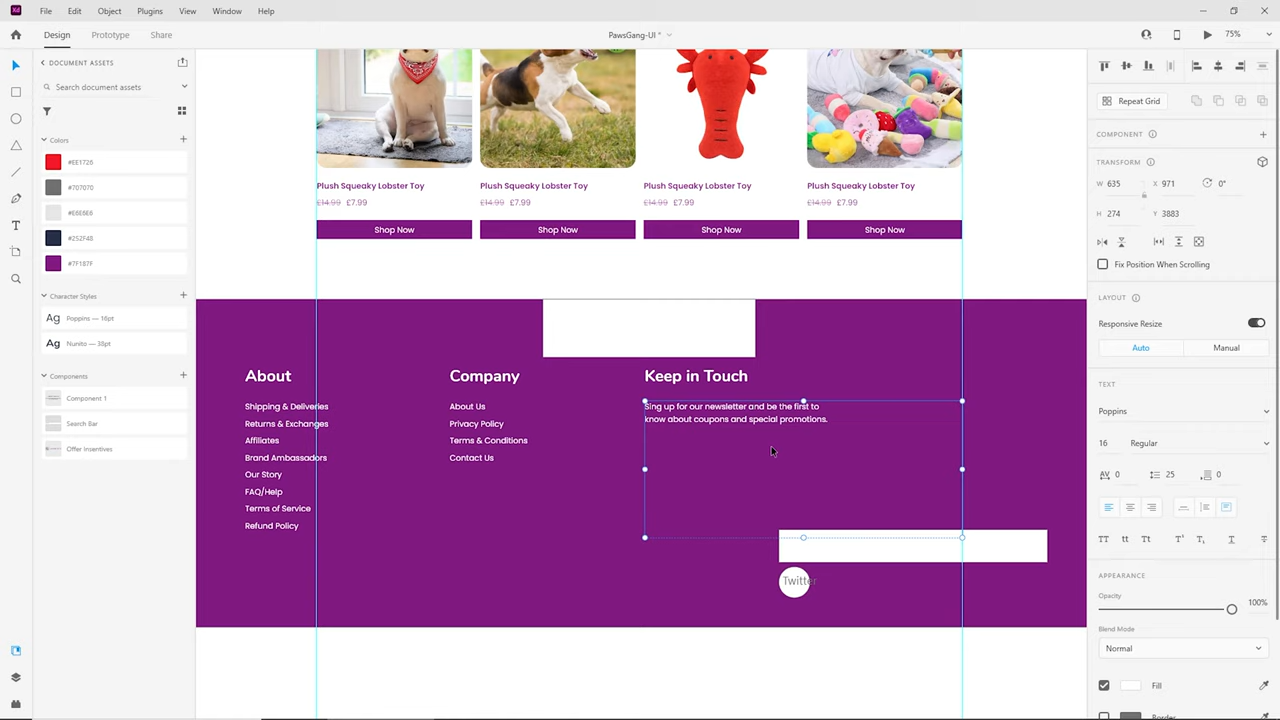 Xd File Edit Object Plugins View Window Help
Design Prototype Share PawsGang-UI * 75%
DOCUMENT ASSETS
Search document assets
Colors
#EE1726
#707070
#E6E6E6
#252F48
#7F187F
Character Styles
Ag Poppins — 16pt
Ag Nunito — 35pt
Components
Component 1
Search Bar
Offer Insentives
Plush Squeaky Lobster Toy Plush Squeaky Lobster Toy Plush Squeaky Lobster Toy Plush Squeaky Lobster Toy
£14.99 £7.99 £14.99 £7.99 £14.99 £7.99 £14.99 £7.99
Shop Now Shop Now Shop Now Shop Now
About
Shipping & Deliveries
Returns & Exchanges
Affiliates
Brand Ambassadors
Our Story
FAQ/Help
Terms of Service
Refund Policy
Company
About Us
Privacy Policy
Terms & Conditions
Contact Us
Keep in Touch
Sing up for our newsletter and be the first to
know about coupons and special promotions.
Twitter
Repeat Grid
COMPONENT
TRANSFORM
W 635 X 971 0°
H 274 Y 3883
Fix Position When Scrolling
LAYOUT
Responsive Resize
Auto Manual
TEXT
Poppins
16 Regular
0 25 0
APPEARANCE
Opacity
100%
Blend Mode
Normal
Fill
Border